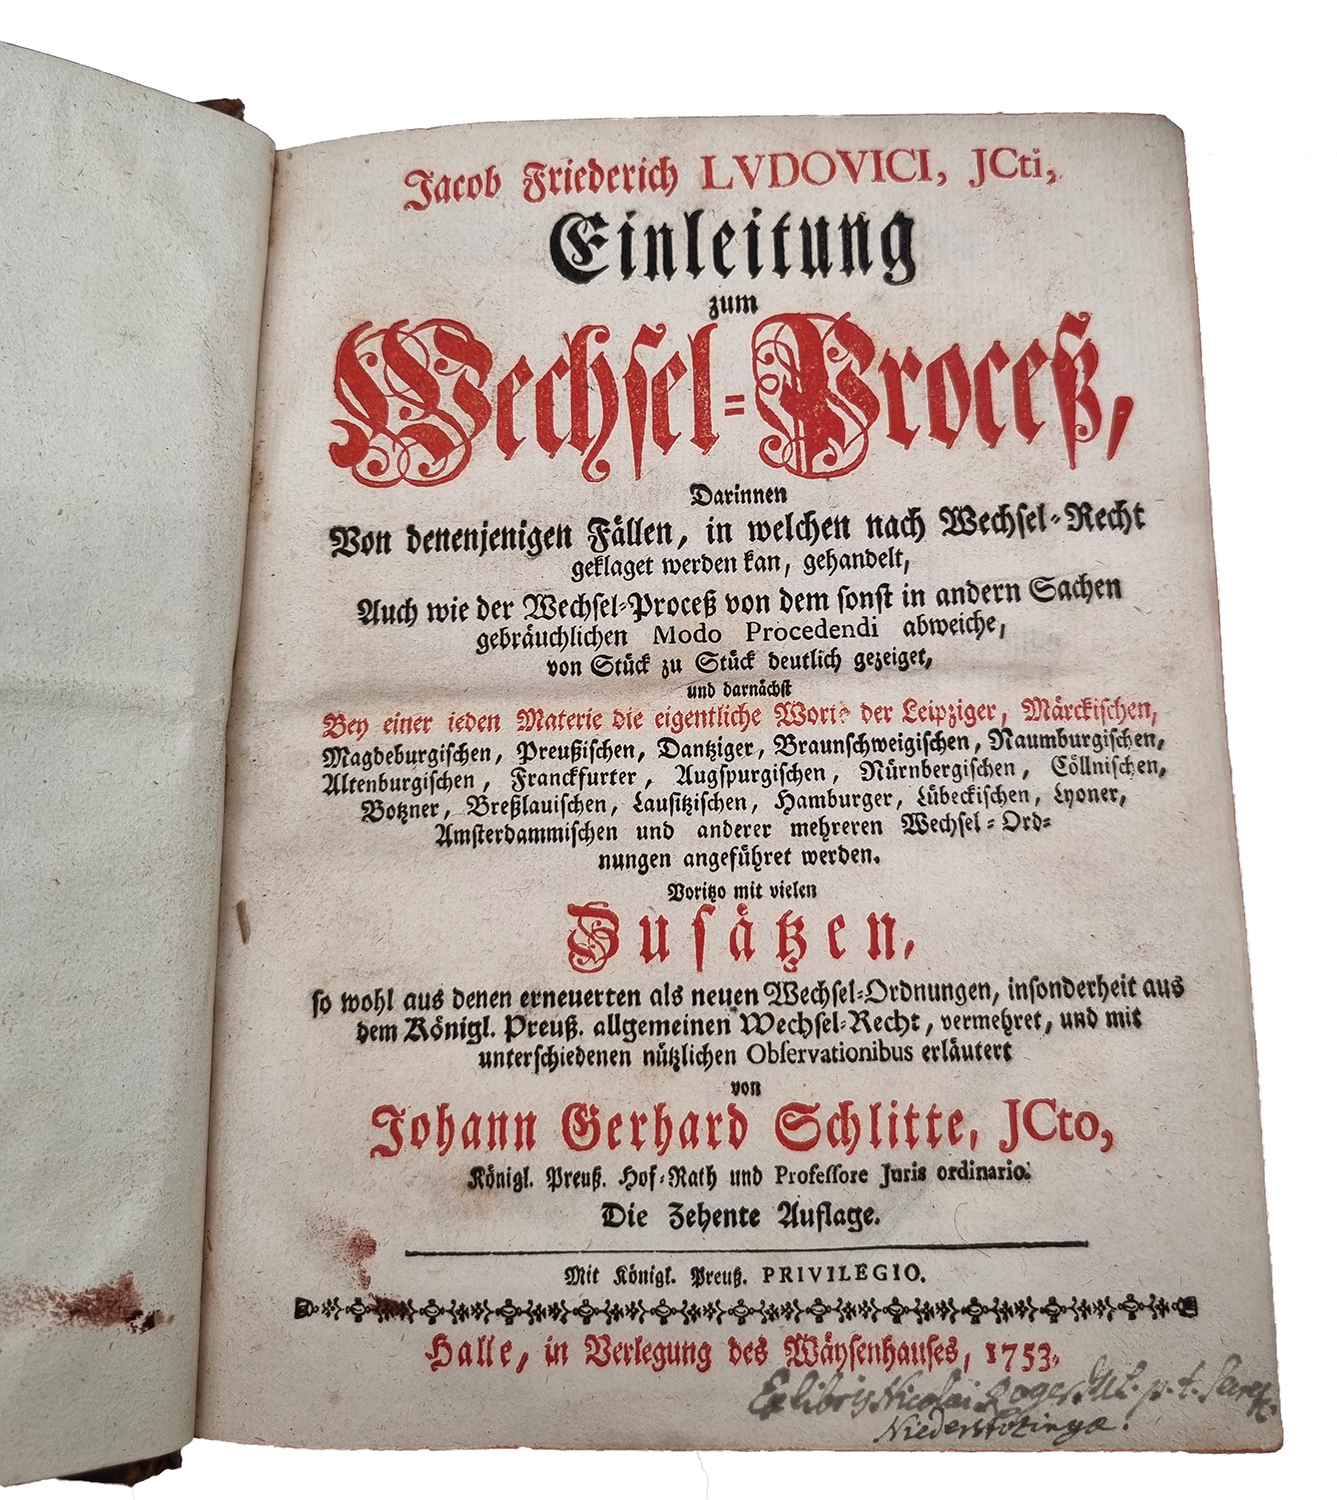 Jacob Friederich LVDOVICI, JCti,
Einleitung
zum
Wechsel=Proceß,
Darinnen
Von denenjenigen Fällen, in welchen nach Wechsel=Recht
geklaget werden kan, gehandelt,
Auch wie der Wechsel=Proceß von dem sonst in andern Sachen
gebräuchlichen Modo Procedendi abweiche,
von Stück zu Stück deutlich gezeiget,
und darnächst
Bey einer ieden Materie die eigentliche Worte der Leipziger, Märckischen,
Magdeburgischen, Preußischen, Dantziger, Braunschweigischen, Naumburgischen,
Altenburgischen, Franckfurter, Augspurgischen, Nürnbergischen, Cöllnischen,
Botzner, Breßlauischen, Lausitzischen, Hamburger, Lübeckischen, Lyoner,
Amsterdammischen und anderer mehreren Wechsel=Ord=
nungen angeführet werden.
Voritzo mit vielen
Zusätzen,
so wohl aus denen erneuerten als neuen Wechsel=Ordnungen, insonderheit aus
dem Königl. Preuß. allgemeinen Wechsel=Recht, vermehret, und mit
unterschiedenen nützlichen Observationibus erläutert
von
Johann Gerhard Schlitte, JCto,
Königl. Preuß. Hof=Rath und Professore Juris ordinario.
Die Zehente Auflage.
Mit Königl. Preuß. PRIVILEGIO.
Halle, in Verlegung des Wäysenhauses, 1753.
Ex libris Nicolai p. t.